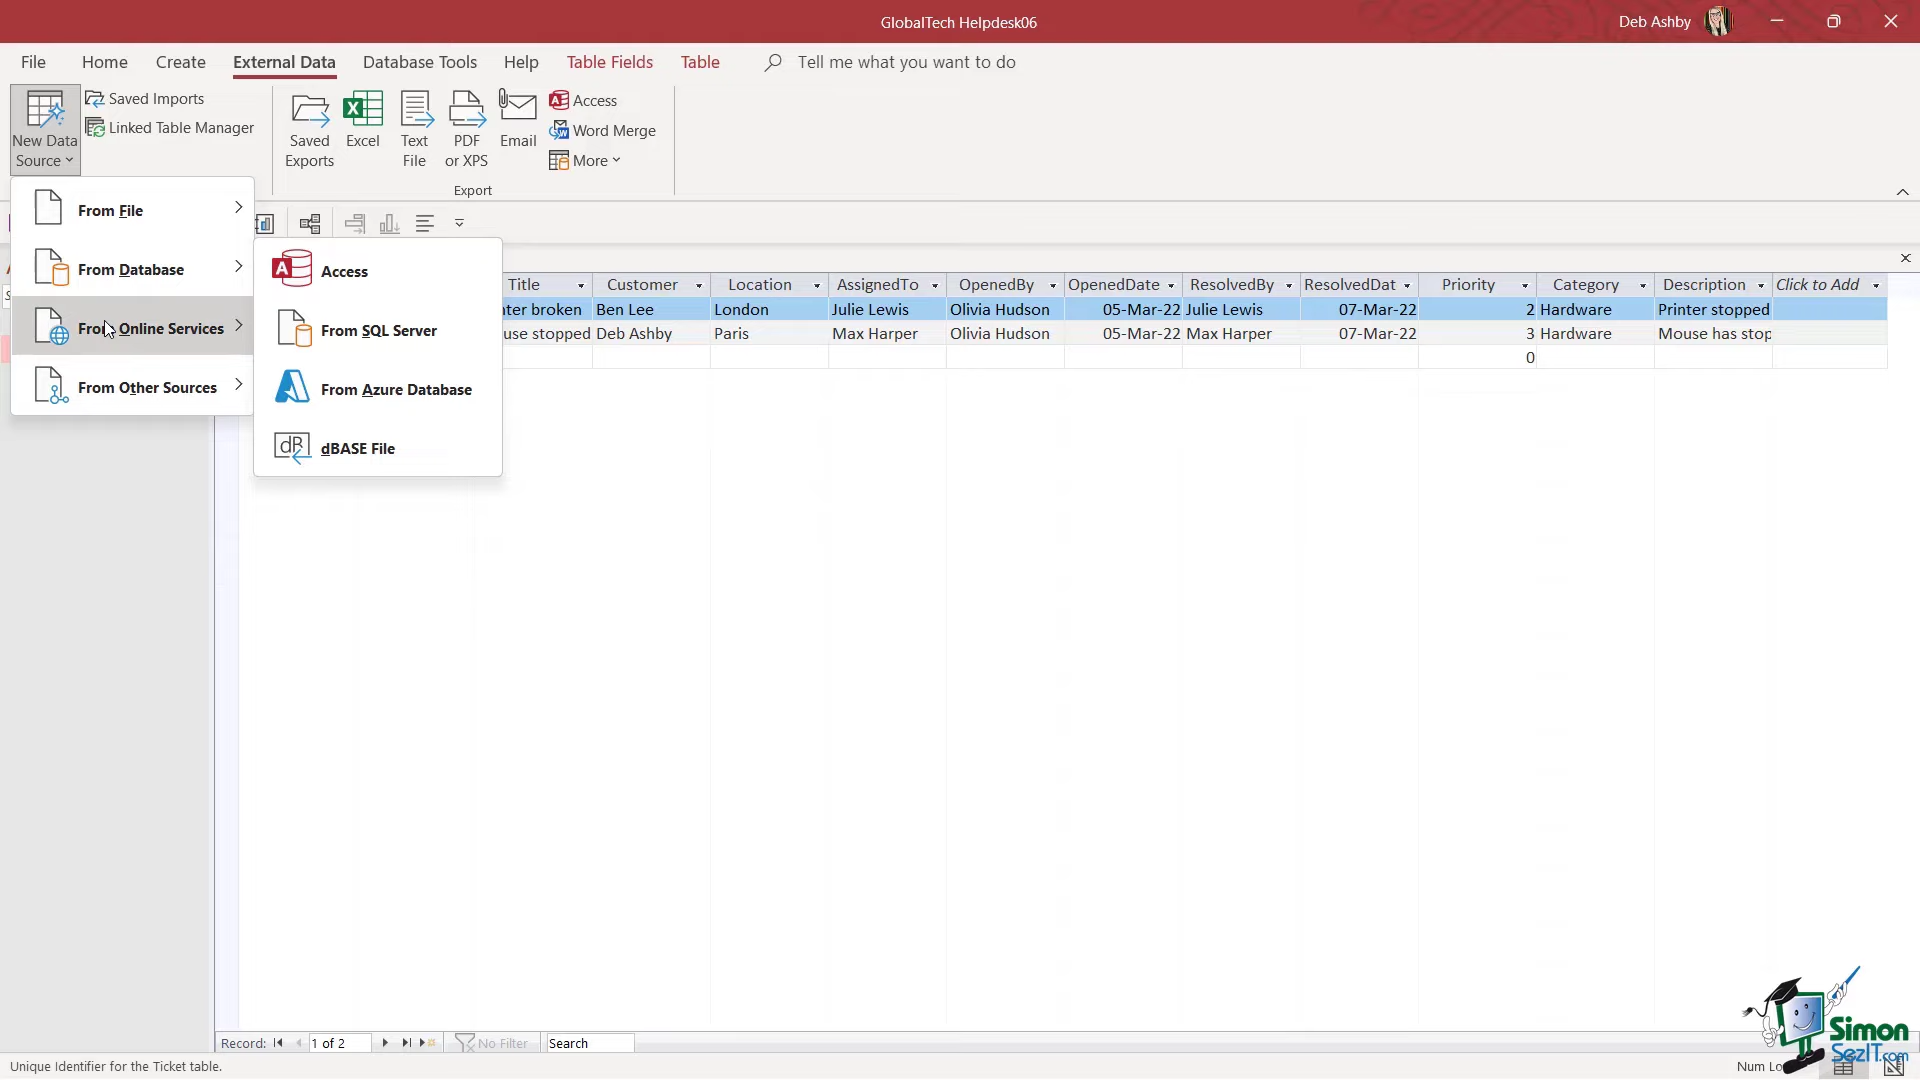 GlobalTech Helpdesk06
Deb Ashby
File Home Create External Data Database Tools Help Table Fields Table Tell me what you want to do
New Data Source
Saved Imports
Linked Table Manager
Saved Exports
Excel
Text File
PDF or XPS
Email
Access
Word Merge
More
Export
From File
From Database
From Online Services
From Other Sources
Access
From SQL Server
From Azure Database
dBASE File
Title Customer Location AssignedTo OpenedBy OpenedDate ResolvedBy ResolvedDat Priority Category Description Click to Add
nter broken Ben Lee London Julie Lewis Olivia Hudson 05-Mar-22 Julie Lewis 07-Mar-22 2 Hardware Printer stopped
use stopped Deb Ashby Paris Max Harper Olivia Hudson 05-Mar-22 Max Harper 07-Mar-22 3 Hardware Mouse has stop
0
Record: 1 of 2 No Filter Search
Unique Identifier for the Ticket table.
Num Lo
Simon
SezIT.com